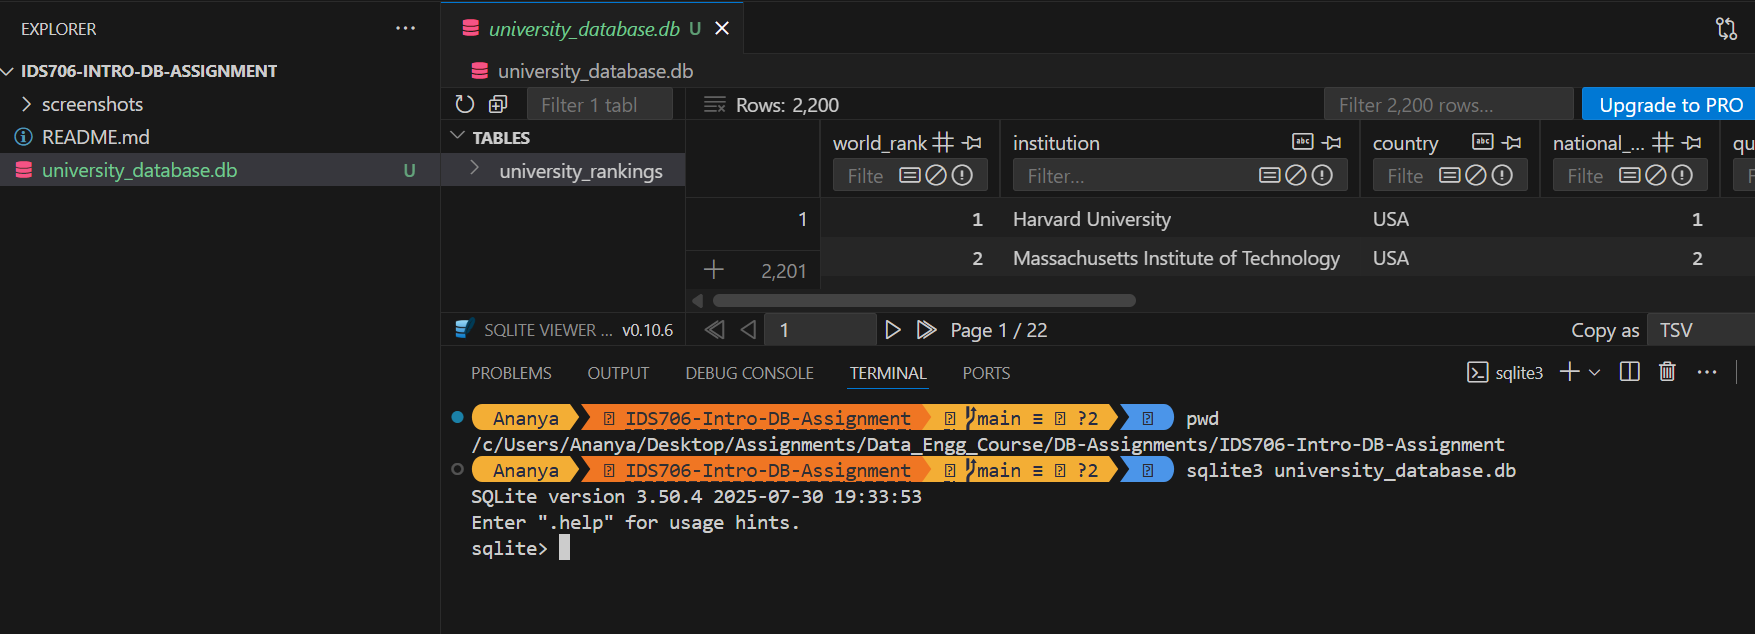 EXPLORER
IDS706-INTRO-DB-ASSIGNMENT
screenshots
README.md
university_database.db U
university_database.db U
university_database.db
Filter 1 tabl
Rows: 2,200
Filter 2,200 rows...
Upgrade to PRO
TABLES
university_rankings
world_rank institution country national_... qu
Filte Filter... Filte Filte F
1 1 Harvard University USA 1
2 Massachusetts Institute of Technology USA 2
2,201
SQLITE VIEWER ... v0.10.6
1 Page 1 / 22
Copy as TSV
PROBLEMS OUTPUT DEBUG CONSOLE TERMINAL PORTS
sqlite3
Ananya IDS706-Intro-DB-Assignment main ≡ ?2 pwd
/c/Users/Ananya/Desktop/Assignments/Data_Engg_Course/DB-Assignments/IDS706-Intro-DB-Assignment
Ananya IDS706-Intro-DB-Assignment main ≡ ?2 sqlite3 university_database.db
SQLite version 3.50.4 2025-07-30 19:33:53
Enter ".help" for usage hints.
sqlite>